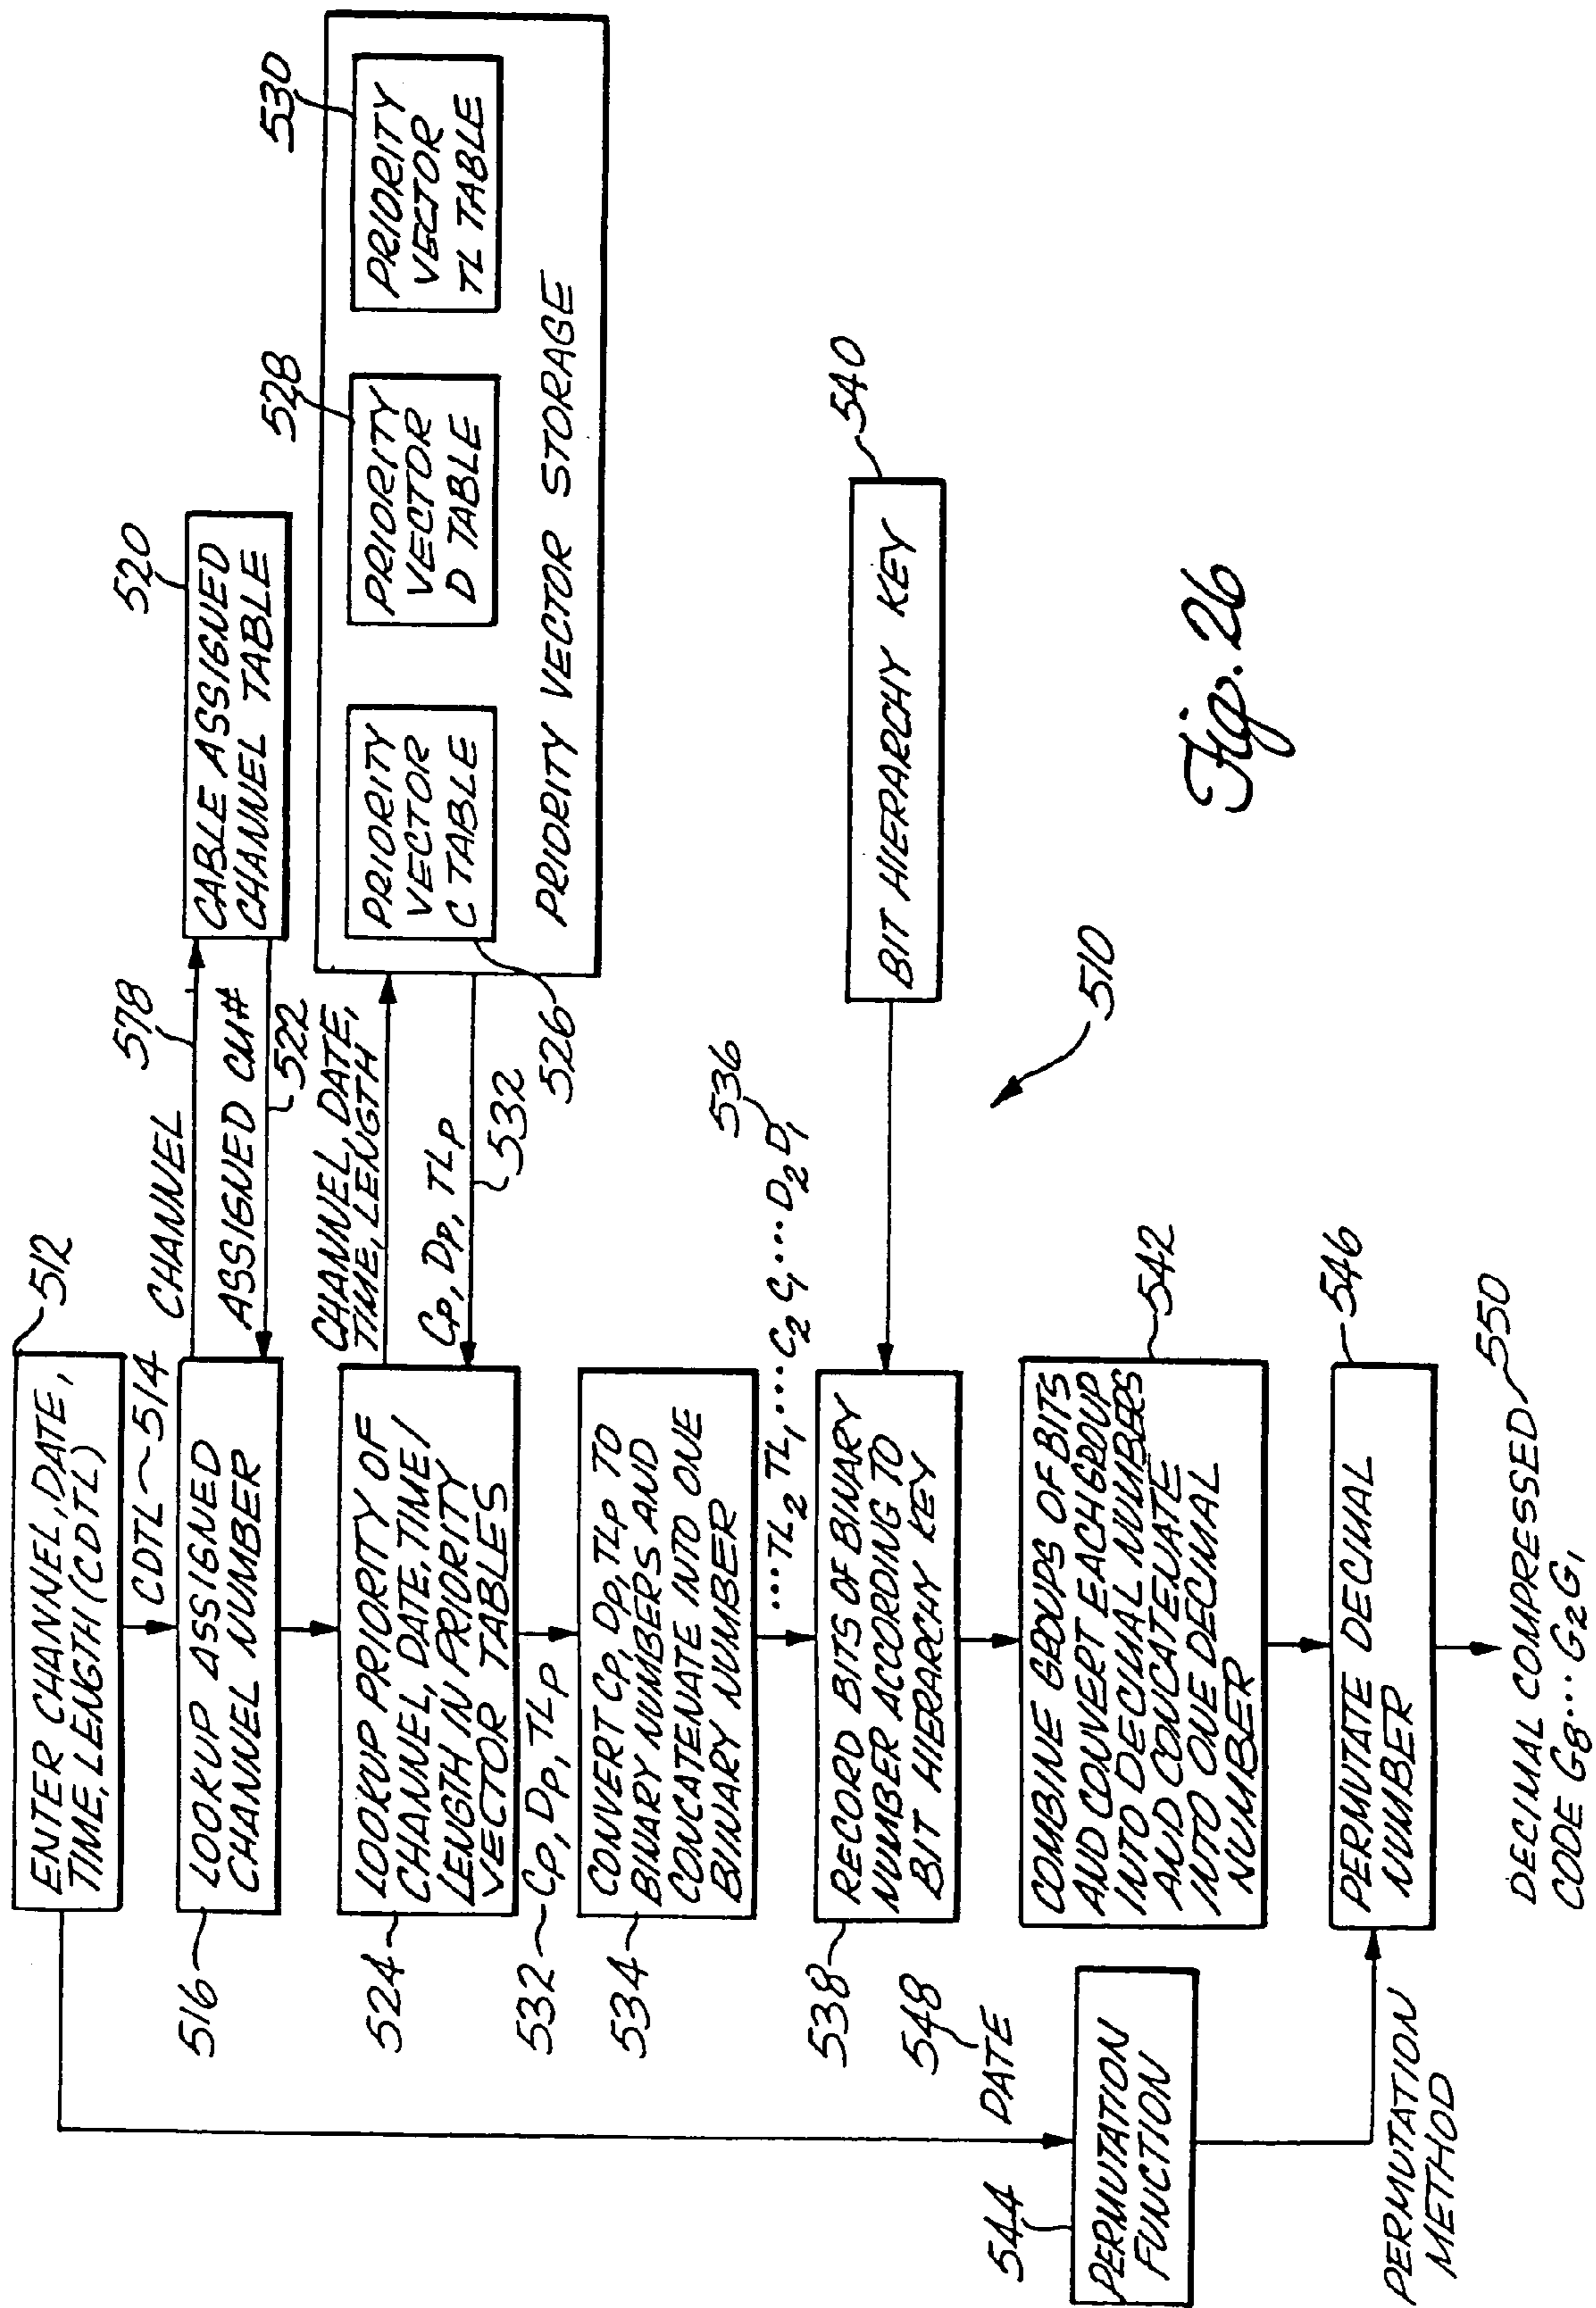 512
ENTER CHANNEL, DATE,
TIME, LENGTH (CDTL)
CDTL 514
516
LOOKUP ASSIGNED
CHANNEL NUMBER
CHANNEL
578
ASSIGNED CH#
522
520
CABLE ASSIGNED
CHANNEL TABLE
524
LOOKUP PRIORITY OF
CHANNEL, DATE, TIME/
LENGTH IN PRIORITY
VECTOR TABLES
CHANNEL, DATE,
TIME, LENGTH
CP, DP, TLP
532
526
PRIORITY
VECTOR
C TABLE
528
PRIORITY
VECTOR
D TABLE
530
PRIORITY
VECTOR
TL TABLE
PRIORITY VECTOR STORAGE
532 CP, DP, TLP
534
CONVERT CP, DP, TLP TO
BINARY NUMBERS AND
CONCATENATE INTO ONE
BINARY NUMBER
...TL2 TL1 ... C2 C1 ... D2 D1
536
538
RECORD BITS OF BINARY
NUMBER ACCORDING TO
BIT HIERARCHY KEY
540
BIT HIERARCHY KEY
510
542
COMBINE GROUPS OF BITS
AND CONVERT EACH GROUP
INTO DECIMAL NUMBERS
AND CONCATENATE
INTO ONE DECIMAL
NUMBER
548
DATE
544
PERMUTATION
FUNCTION
PERMUTATION
METHOD
546
PERMUTATE DECIMAL
NUMBER
DECIMAL COMPRESSED 550
CODE G8...G2G1
Fig. 26